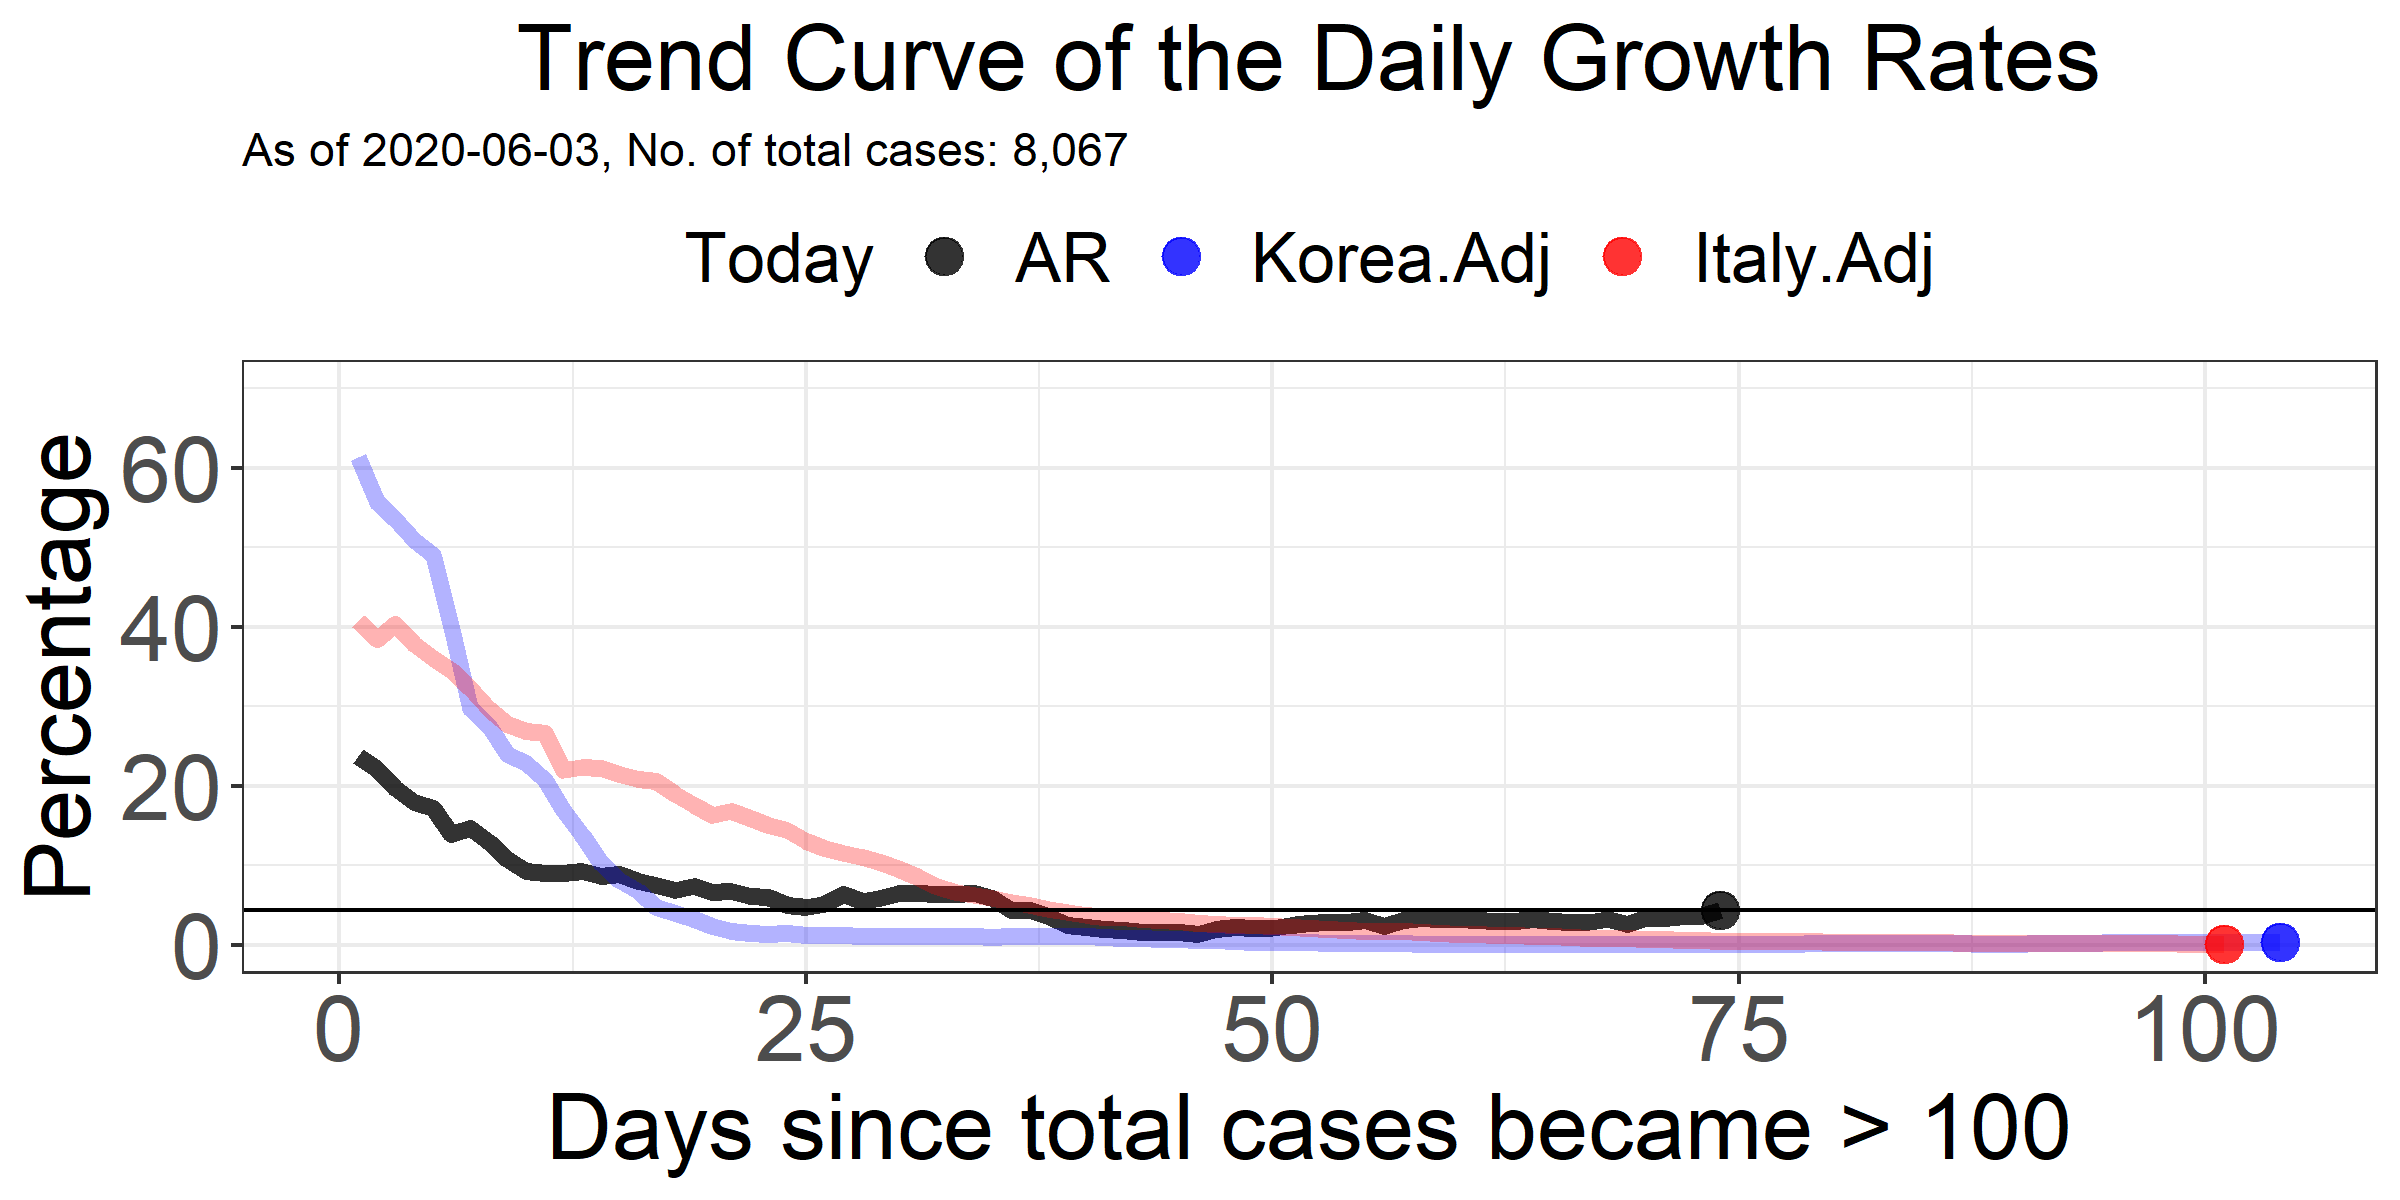 Trend Curve of the Daily Growth Rates
As of 2020-06-03, No. of total cases: 8,067
Today AR Korea.Adj Italy.Adj
Percentage
60
40
20
0
0 25 50 75 100
Days since total cases became > 100